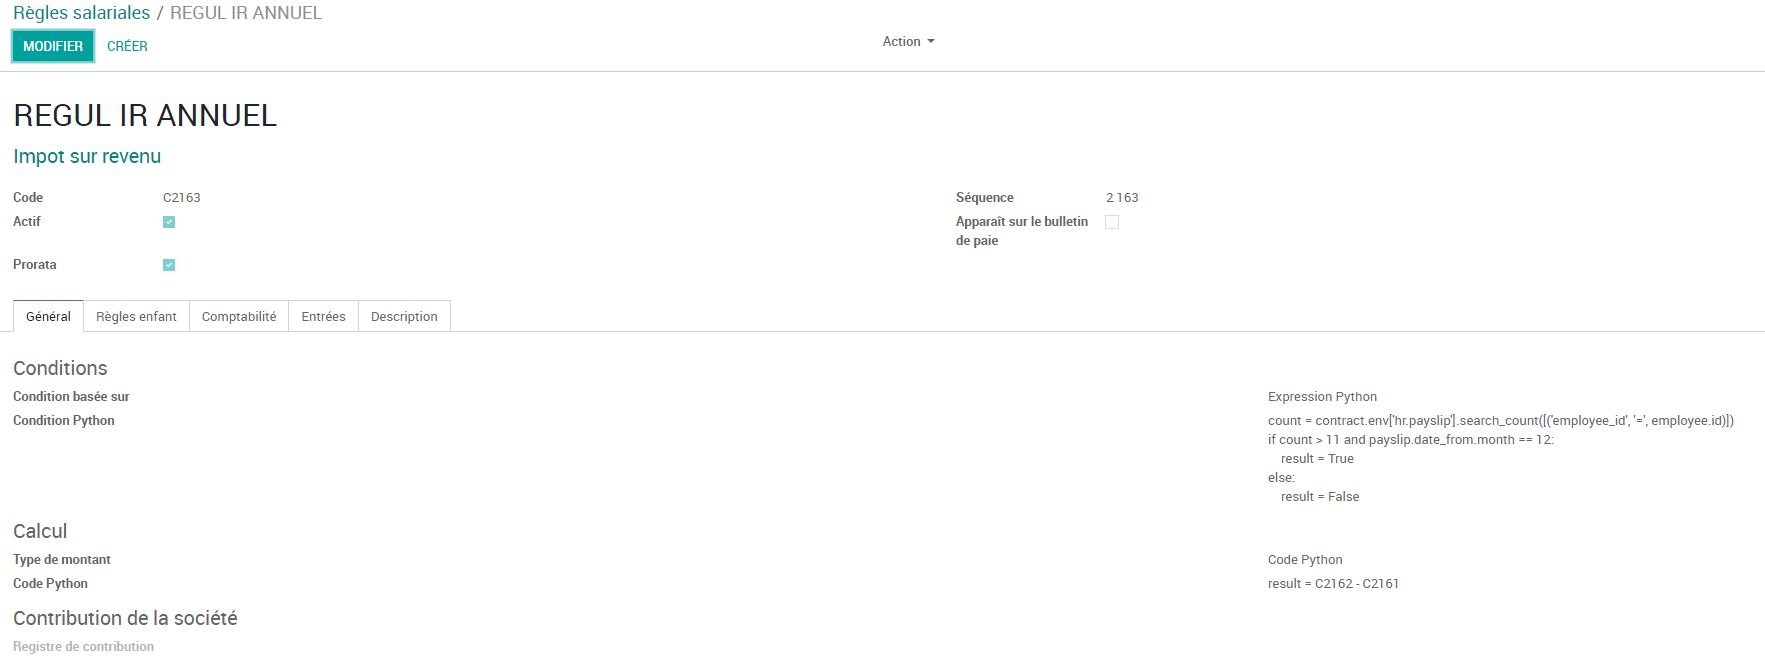 Règles salariales / REGUL IR ANNUEL
MODIFIER CRÉER Action
REGUL IR ANNUEL
Impot sur revenu
Code C2163
Séquence 2 163
Actif
Apparaît sur le bulletin de paie
Prorata
Général Règles enfant Comptabilité Entrées Description
Conditions
Condition basée sur Expression Python
Condition Python count = contract.env['hr.payslip'].search_count([('employee_id', '=', employee.id)])
if count > 11 and payslip.date_from.month == 12:
    result = True
else:
    result = False
Calcul
Type de montant Code Python
Code Python result = C2162 - C2161
Contribution de la société
Registre de contribution